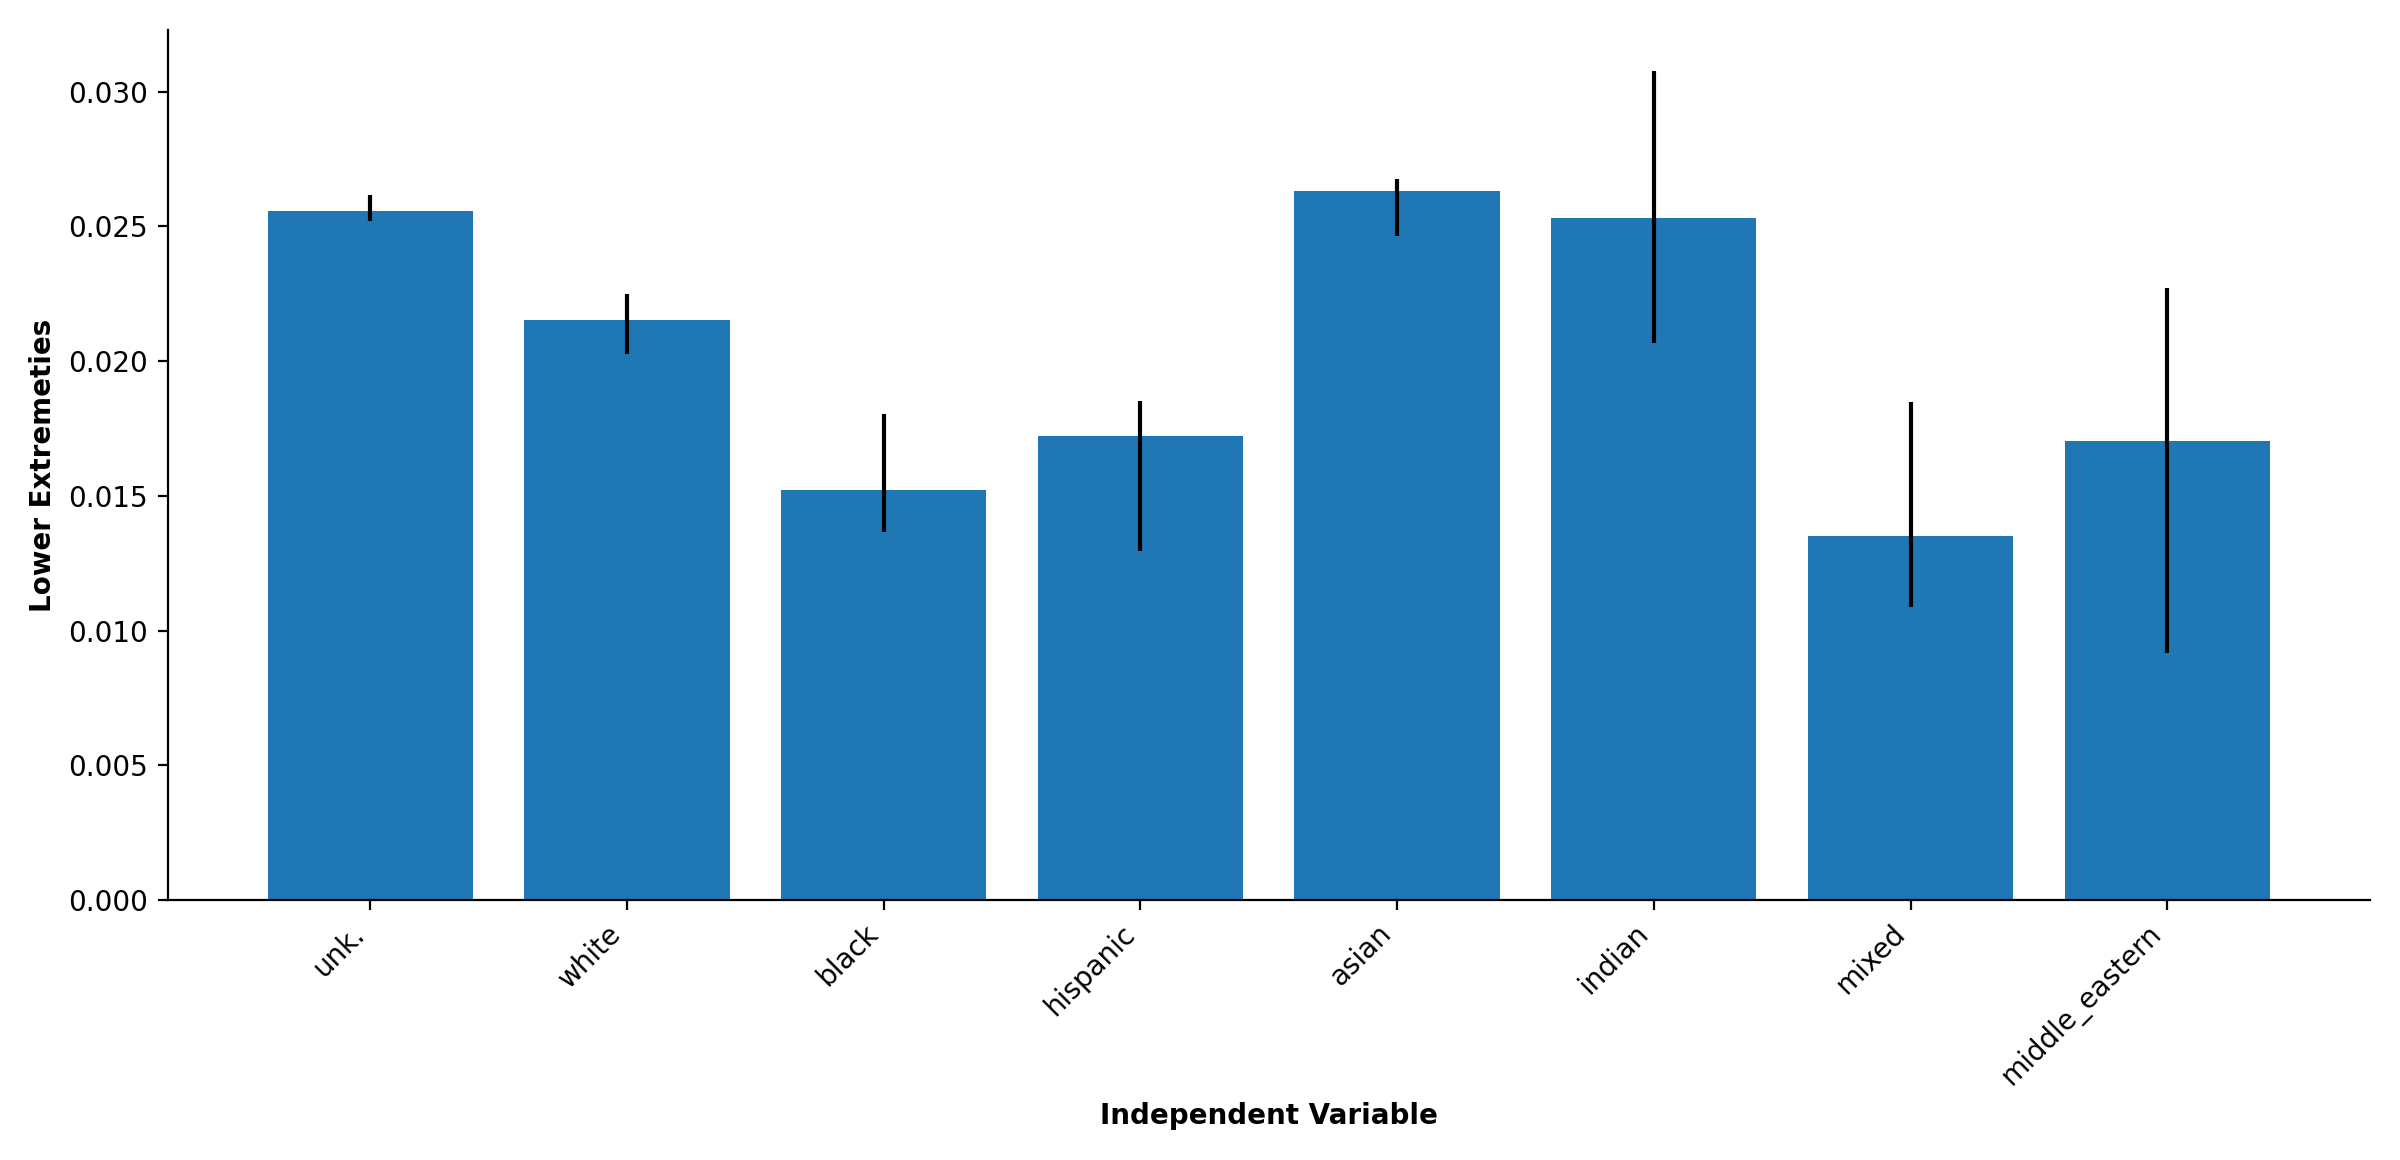 0.030
0.025
0.020
0.015
0.010
0.005
0.000
Lower Extremeties
unk.
white
black
hispanic
asian
indian
mixed
middle_eastern
Independent Variable